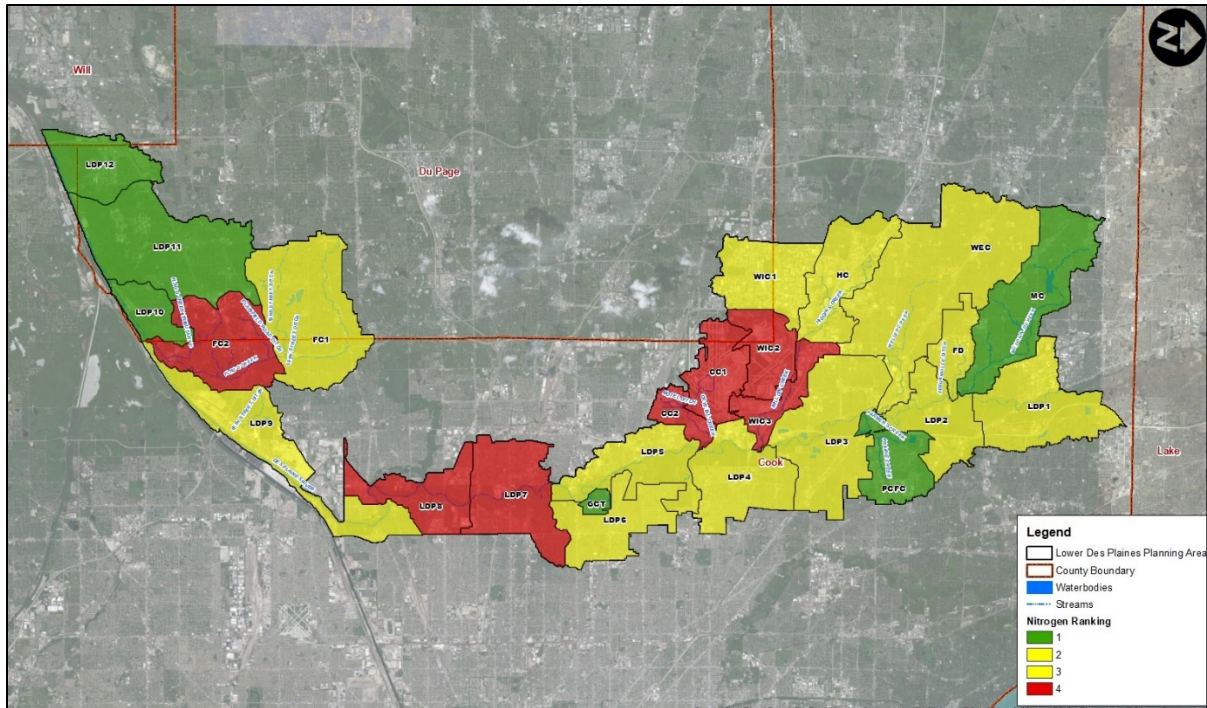 N
Will
Du Page
Cook
Lake
LDP12
LDP11
LDP10
FC2
FC1
LDP9
LDP8
LDP7
GCT
LDP6
LDP5
LDP4
LDP3
LDP2
LDP1
CC1
CC2
WIC1
WIC2
WIC3
HC
WEC
FD
MC
PCFC
Legend
Lower Des Plaines Planning Area
County Boundary
Waterbodies
Streams
Nitrogen Ranking
1
2
3
4